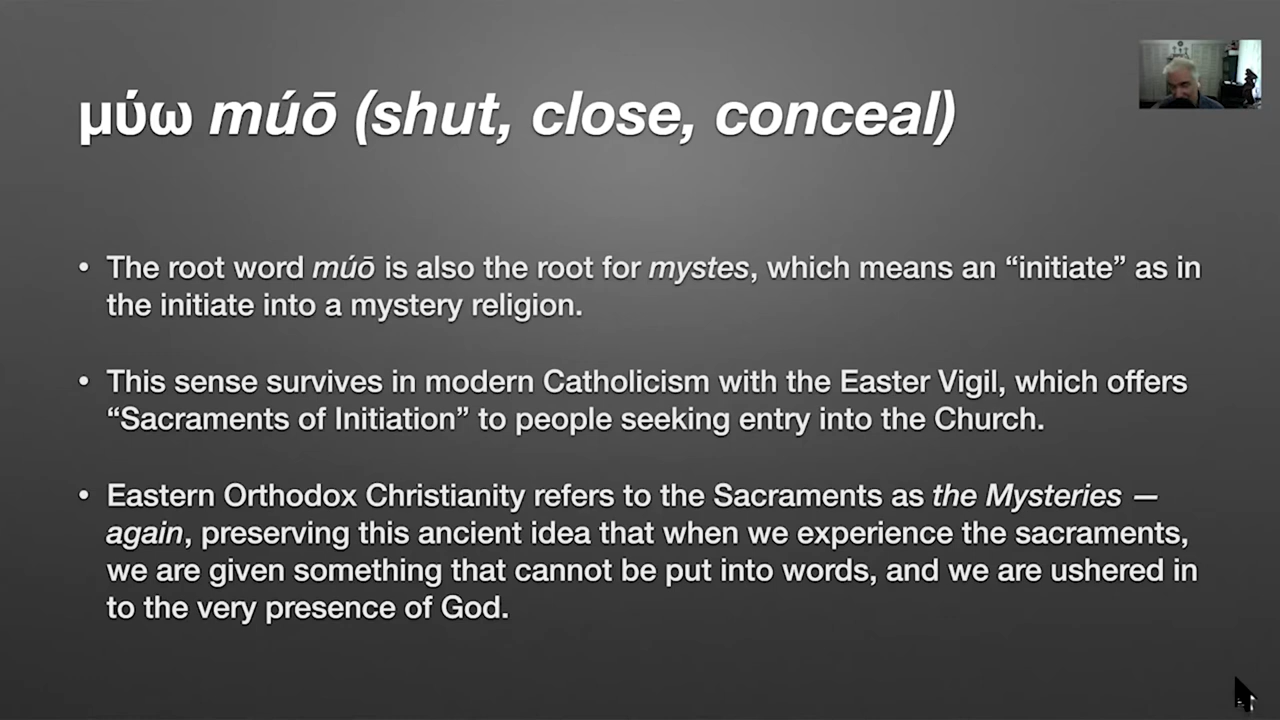 μύω múō (shut, close, conceal)
• The root word múō is also the root for mystes, which means an “initiate” as in
the initiate into a mystery religion.
• This sense survives in modern Catholicism with the Easter Vigil, which offers
“Sacraments of Initiation” to people seeking entry into the Church.
• Eastern Orthodox Christianity refers to the Sacraments as the Mysteries —
again, preserving this ancient idea that when we experience the sacraments,
we are given something that cannot be put into words, and we are ushered in
to the very presence of God.